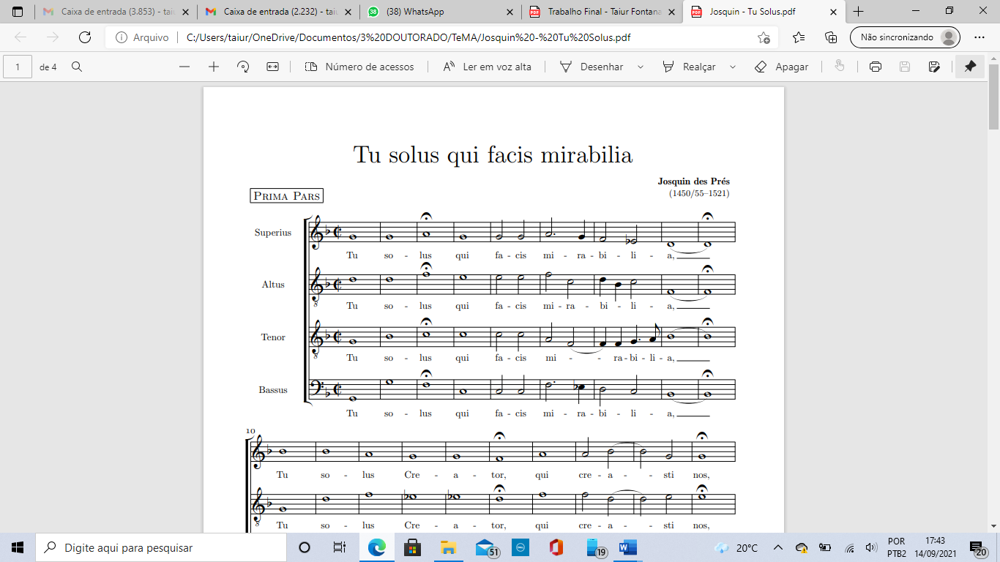 Caixa de entrada (3.853) - taiu
Caixa de entrada (2.232) - taiu
(38) WhatsApp
Trabalho Final - Taiur Fontana
Josquin - Tu Solus.pdf
Arquivo C:/Users/taiur/OneDrive/Documentos/3%20DOUTORADO/TeMA/Josquin%20-%20Tu%20Solus.pdf
Não sincronizando
1 de 4 Número de acessos Ler em voz alta Desenhar Realçar Apagar
Tu solus qui facis mirabilia
Josquin des Prés
(1450/55–1521)
Prima Pars
Superius
Tu so - lus qui fa - cis mi - ra - bi - li - a,
Altus
8
Tu so - lus qui fa - cis mi - ra - bi - li - a,
Tenor
8
Tu so - lus qui fa - cis mi - - ra - bi - li - a,
Bassus
Tu so - lus qui fa - cis mi - ra - bi - li - a,
10
Tu so - lus Cre - a - tor, qui cre - a - - sti nos,
8
Tu so - lus Cre - a - tor, qui cre - a - - sti nos,
Digite aqui para pesquisar
51
19
20°C
POR
PTB2
17:43
14/09/2021
20